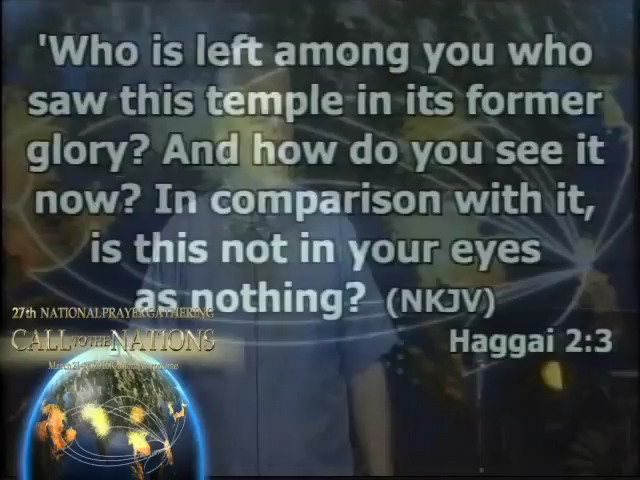 'Who is left among you who
saw this temple in its former
glory? And how do you see it
now? In comparison with it,
is this not in your eyes
as nothing? (NKJV)
Haggai 2:3
27th NATIONAL PRAYER GATHERING
CALL TO THE NATIONS